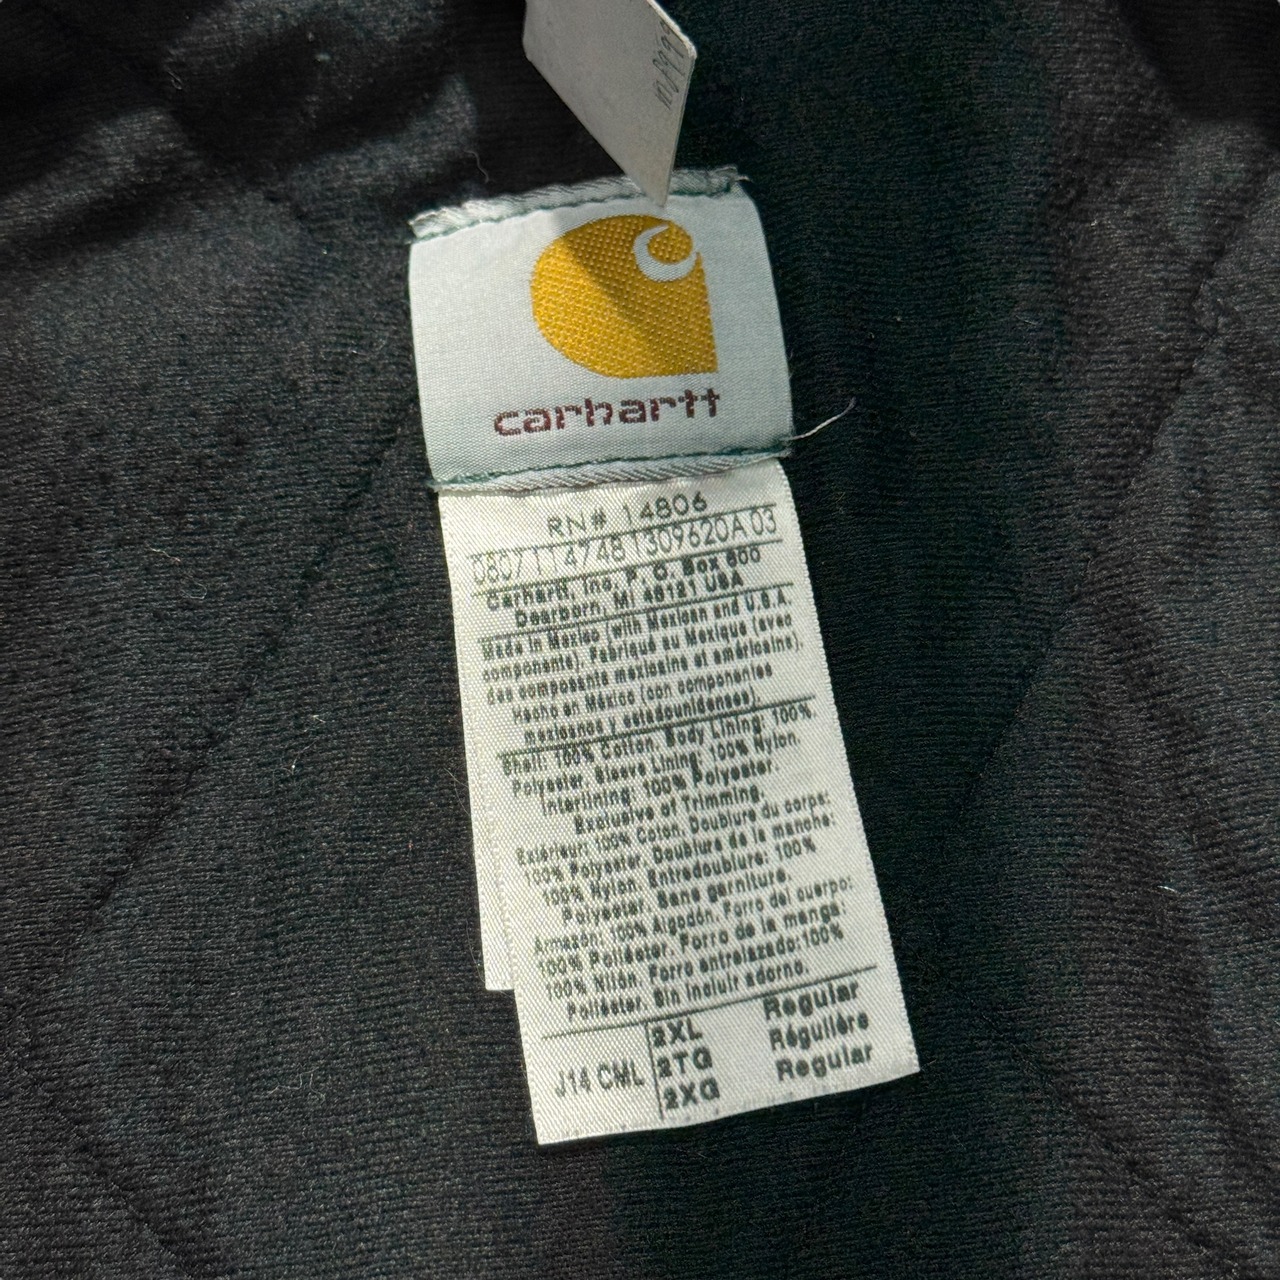 carhartt
RN# 14806
0807114748 1309620A 03
Carhartt, Inc. P. O. Box 600
Dearborn, MI 48121 USA
Made in Mexico (with Mexican and U.S.A.
components). Fabriqué au Mexique (avec
des composants mexicains et américains).
Hecho en México (con componentes
mexicanos y estadounidenses).
Shell: 100% Cotton. Body Lining: 100%
Polyester. Sleeve Lining: 100% Nylon.
Interlining: 100% Polyester.
Exclusive of Trimming.
Extérieur: 100% Coton. Doublure du corps:
100% Polyester. Doublure de la manche:
100% Nylon. Entredoublure: 100%
Polyester. Sans garniture.
Armazón: 100% Algodón. Forro del cuerpo:
100% Poliéster. Forro de la manga:
100% Nilón. Forro entrelazado: 100%
Poliéster. Sin incluir adorno.
J14 CML
2XL Regular
2TG Régulière
2XG Regular